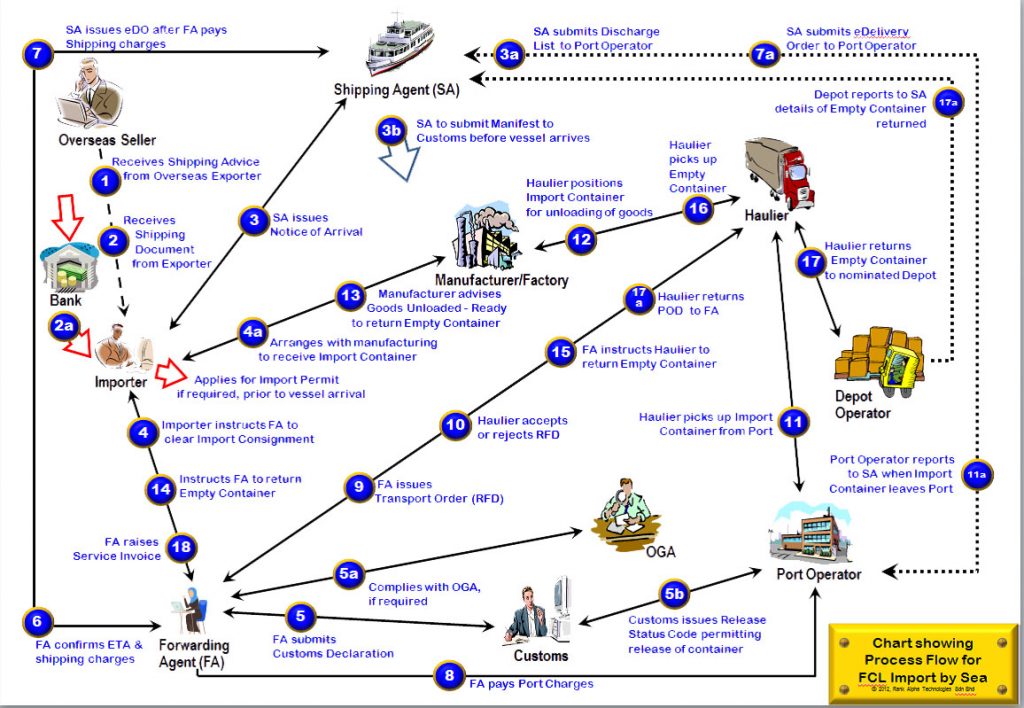 7
SA issues eDO after FA pays
Shipping charges
Shipping Agent (SA)
SA submits Discharge
List to Port Operator
3a
7a
SA submits eDelivery
Order to Port Operator
Depot reports to SA
details of Empty Container
returned
17a
Overseas Seller
3b
SA to submit Manifest to
Customs before vessel arrives
1
Receives Shipping Advice
from Overseas Exporter
2
Receives
Shipping
Document
from Exporter
3
SA issues
Notice of Arrival
Haulier
picks up
Empty
Container
16
Haulier
Haulier positions
Import Container
for unloading of goods
12
17
Haulier returns
Empty Container
to nominated Depot
Bank
2a
Manufacturer/Factory
13
Manufacturer advises
Goods Unloaded - Ready
to return Empty Container
4a
Arranges with manufacturing
to receive Import Container
17
a
Haulier returns
POD to FA
15
FA instructs Haulier to
return Empty Container
Importer
Applies for Import Permit
if required, prior to vessel arrival
Depot
Operator
4
Importer instructs FA to
clear Import Consignment
10
Haulier accepts
or rejects RFD
Haulier picks up Import
Container from Port
11
Port Operator reports
to SA when Import
Container leaves Port
11a
14
Instructs FA to return
Empty Container
9
FA issues
Transport Order (RFD)
FA raises
Service Invoice
18
OGA
5a
Complies with OGA,
if required
Port Operator
6
FA confirms ETA &
shipping charges
Forwarding
Agent (FA)
5
FA submits
Customs Declaration
Customs
5b
Customs issues Release
Status Code permitting
release of container
8
FA pays Port Charges
Chart showing
Process Flow for
FCL Import by Sea
© 2012, Rank Alpha Technologies Sdn Bhd